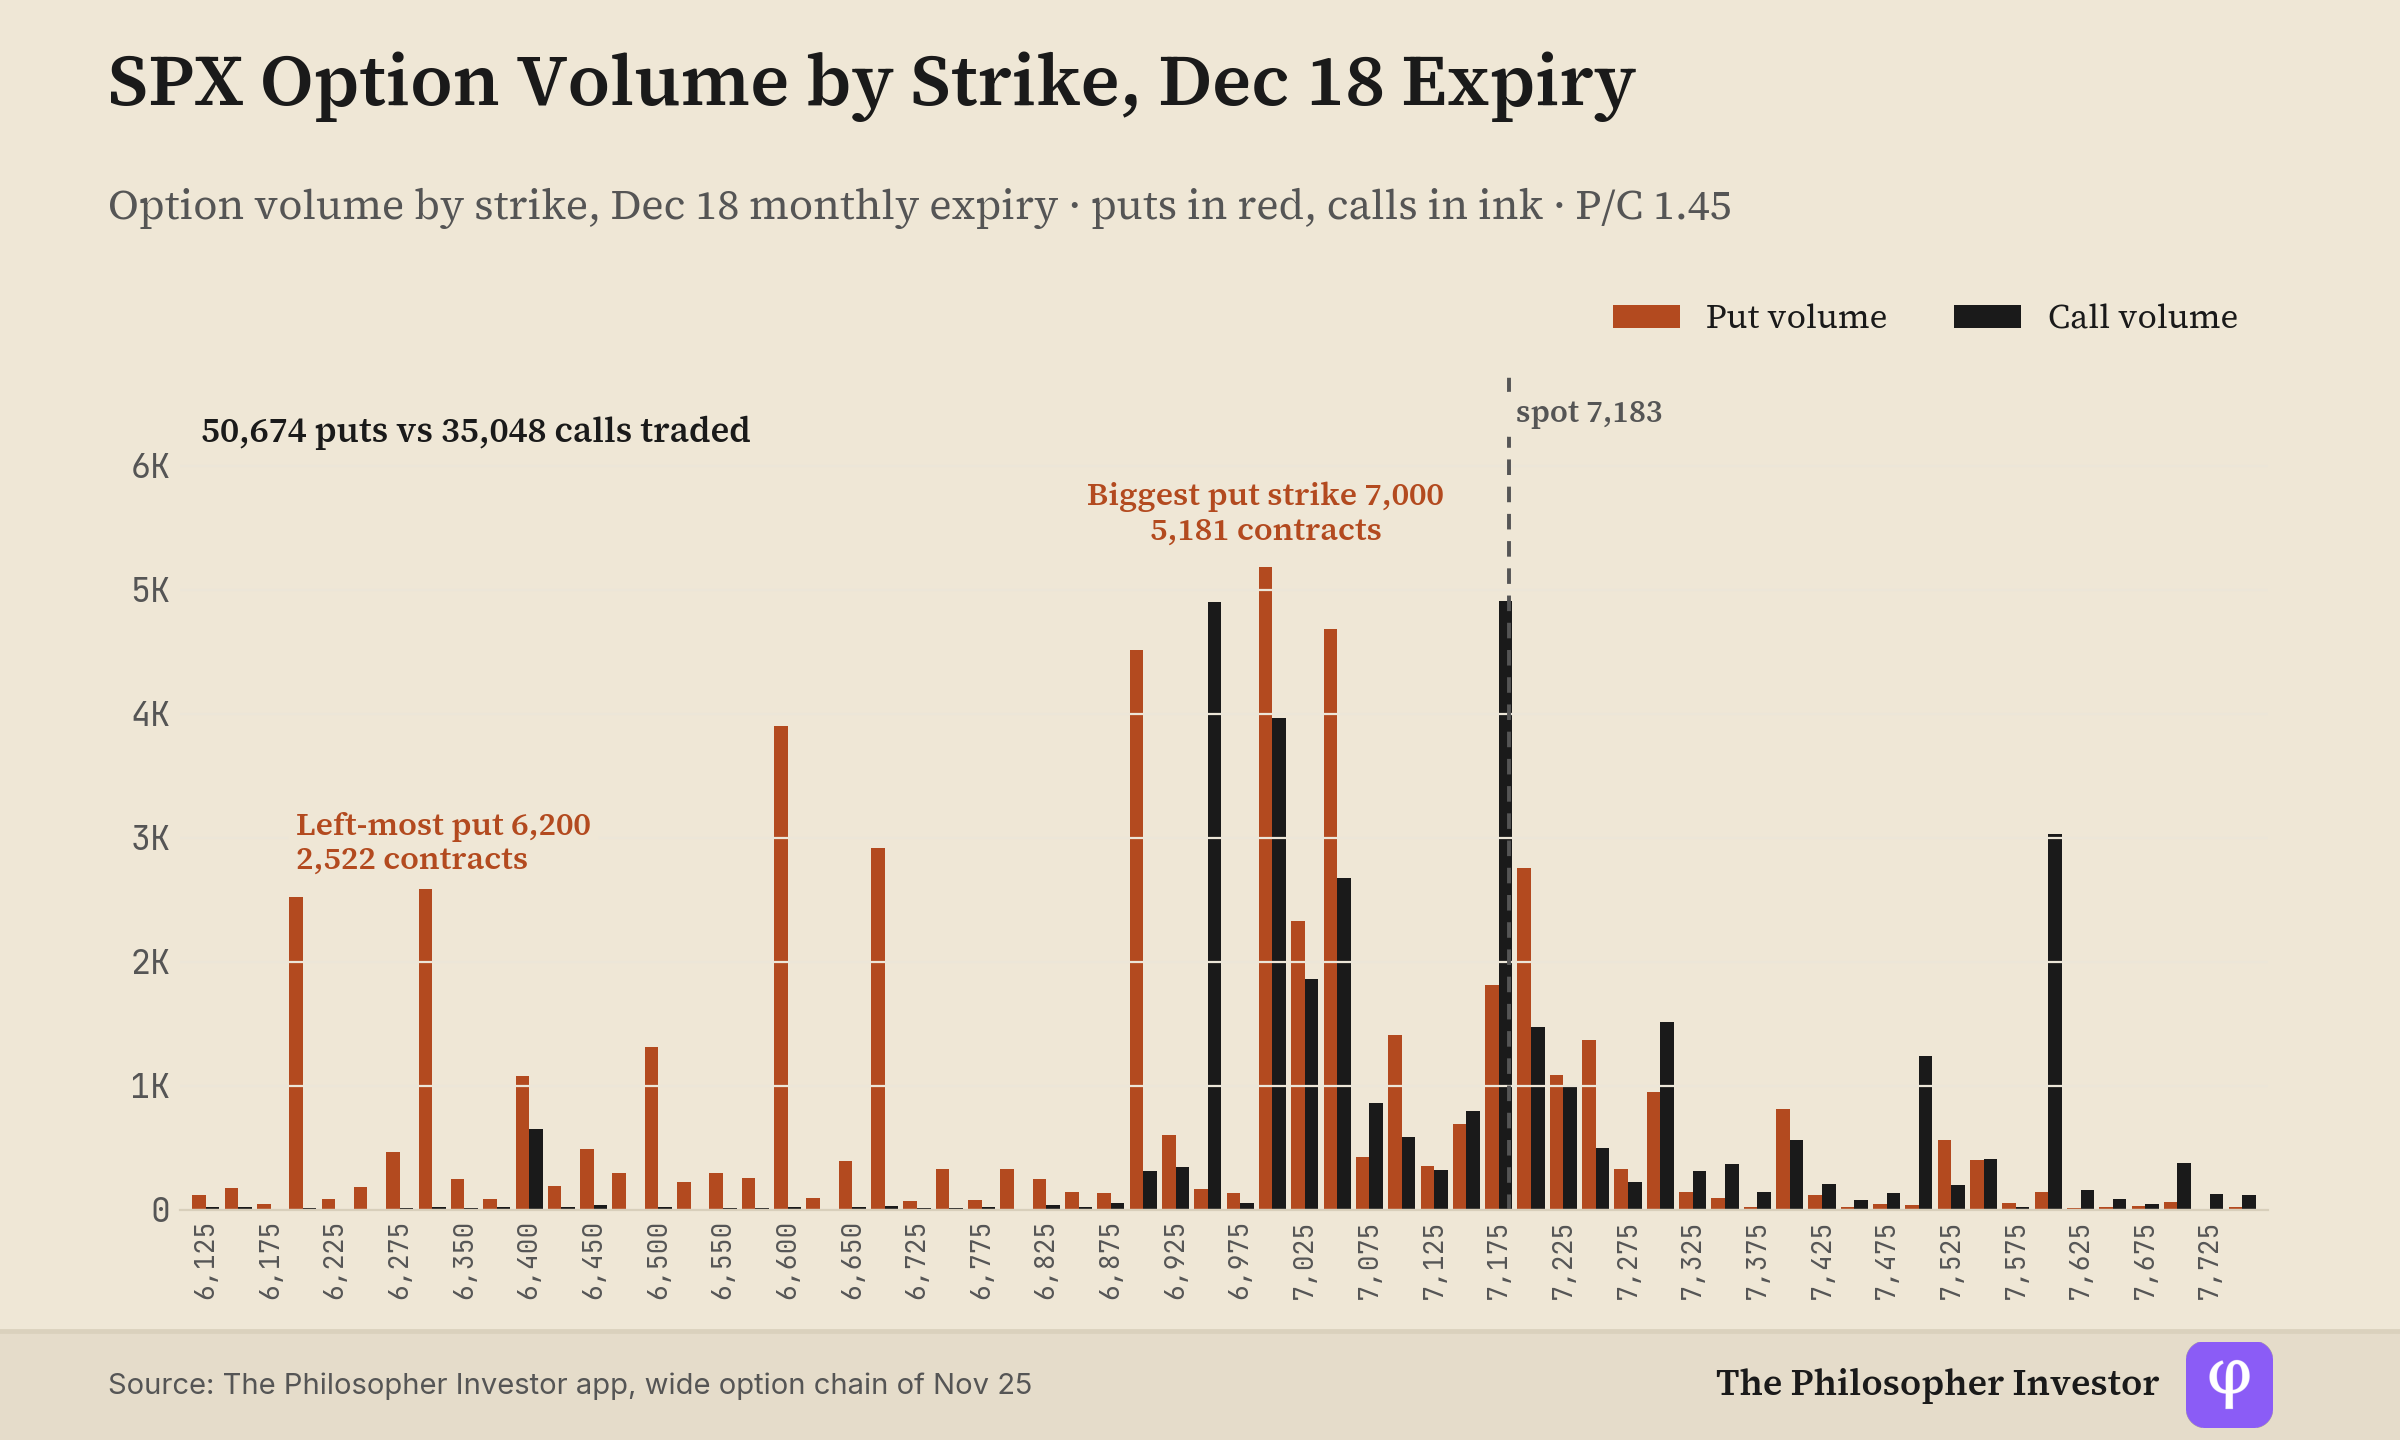 SPX Option Volume by Strike, Dec 18 Expiry
Option volume by strike, Dec 18 monthly expiry · puts in red, calls in ink · P/C 1.45
Put volume
Call volume
spot 7,183
50,674 puts vs 35,048 calls traded
6K
Biggest put strike 7,000
5,181 contracts
5K
4K
3K
Left-most put 6,200
2,522 contracts
2K
1K
0
6,125
6,175
6,225
6,275
6,350
6,400
6,450
6,500
6,550
6,600
6,650
6,725
6,775
6,825
6,875
6,925
6,975
7,025
7,075
7,125
7,175
7,225
7,275
7,325
7,375
7,425
7,475
7,525
7,575
7,625
7,675
7,725
Source: The Philosopher Investor app, wide option chain of Nov 25
The Philosopher Investor
φ